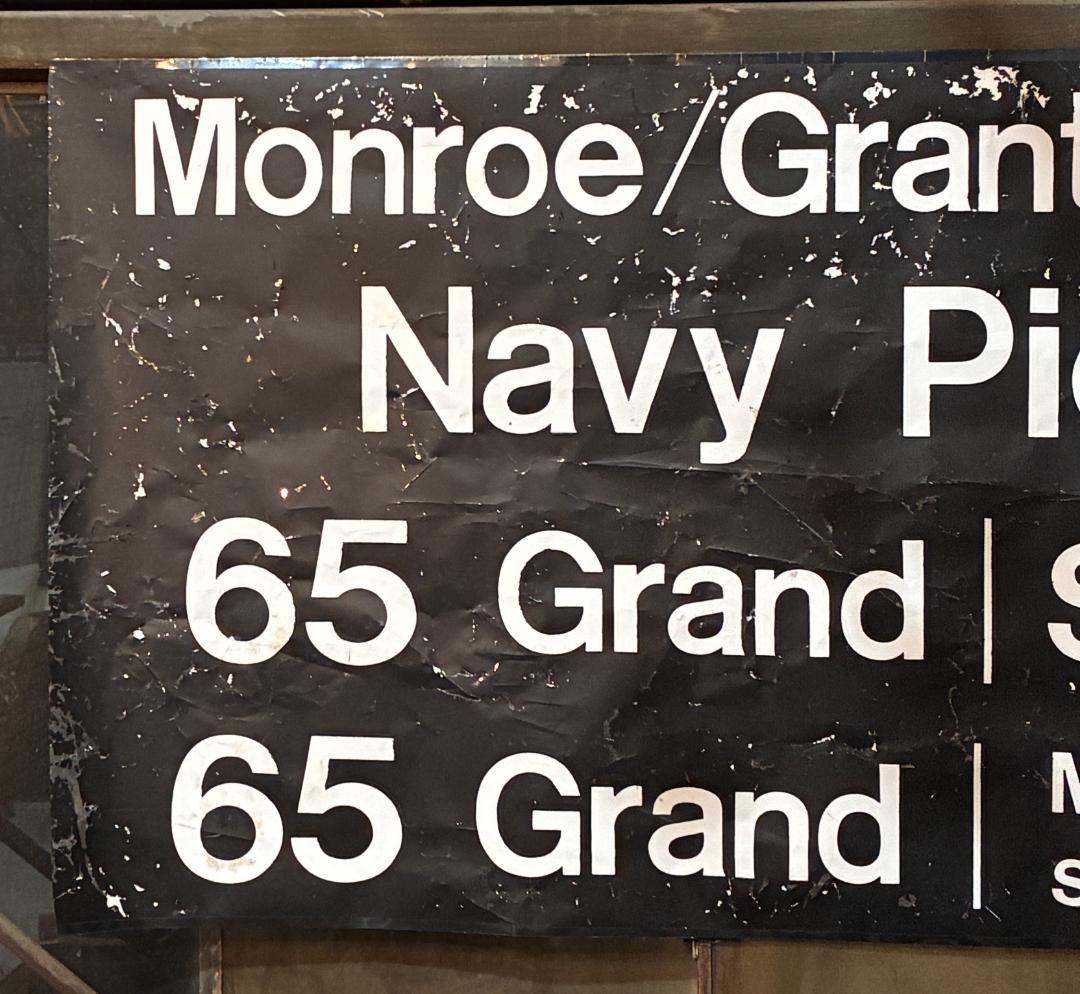 Monroe/Grant
Navy
65 Grand |
65 Grand |